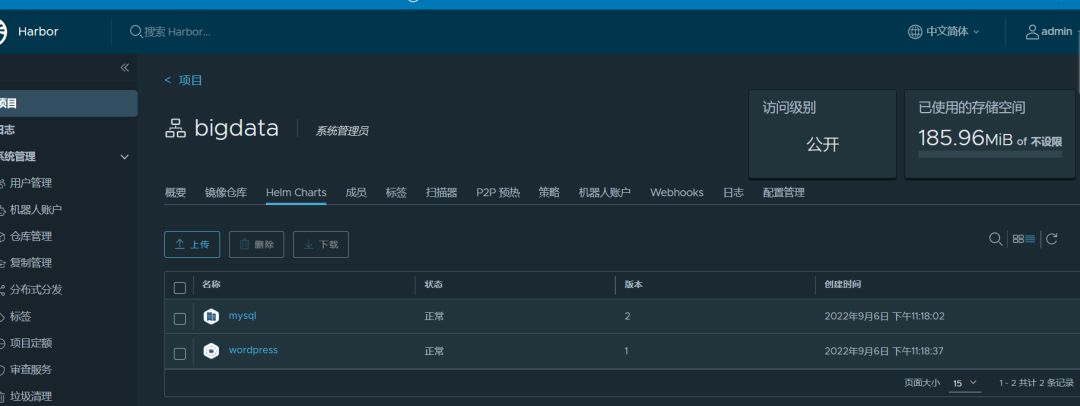 Harbor
搜索 Harbor...
中文简体
admin
项目
日志
系统管理
用户管理
机器人账户
仓库管理
复制管理
分布式分发
标签
项目定额
审查服务
垃圾清理
< 项目
bigdata
系统管理员
访问级别
公开
已使用的存储空间
185.96MiB of 不设限
概要 镜像仓库 Helm Charts 成员 标签 扫描器 P2P 预热 策略 机器人账户 Webhooks 日志 配置管理
上传 删除 下载
名称 状态 版本 创建时间
mysql 正常 2 2022年9月6日 下午11:18:02
wordpress 正常 1 2022年9月6日 下午11:18:37
页面大小 15 1 - 2 共计 2 条记录